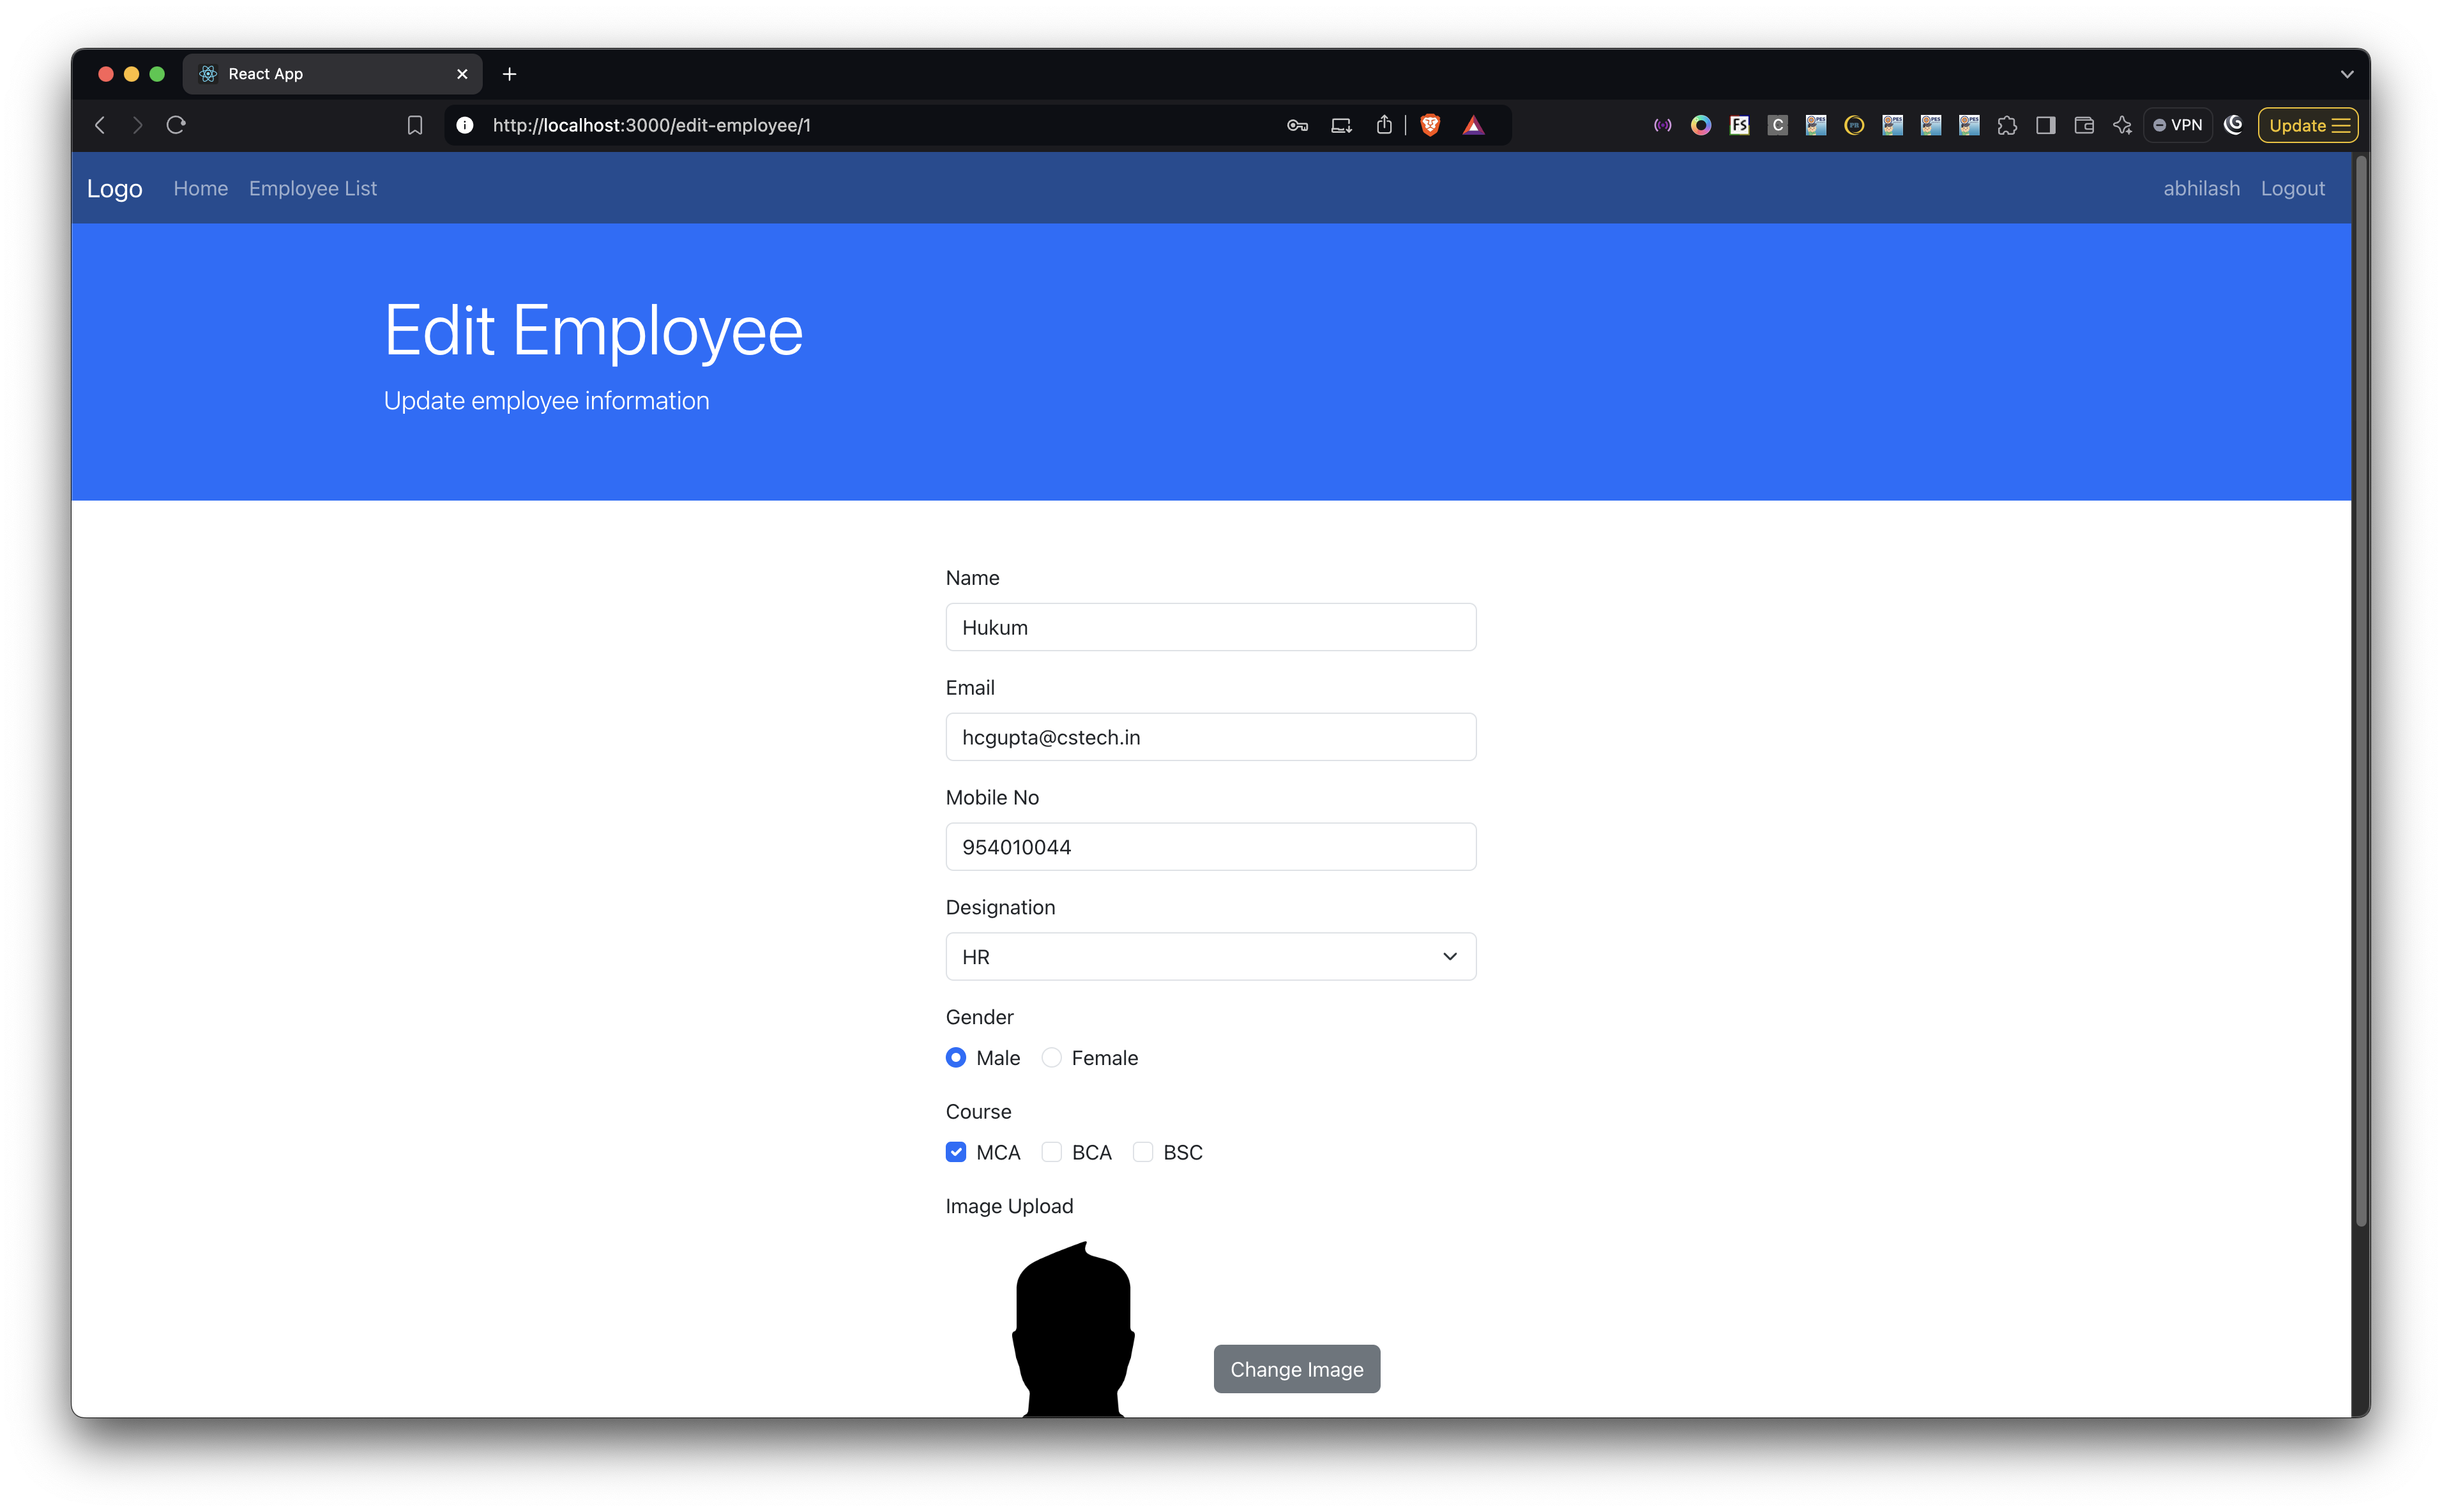 React App
http://localhost:3000/edit-employee/1
FS
C
VPN
Update
Logo Home Employee List abhilash Logout
Edit Employee
Update employee information
Name
Hukum
Email
hcgupta@cstech.in
Mobile No
954010044
Designation
HR
Gender
Male Female
Course
MCA BCA BSC
Image Upload
Change Image